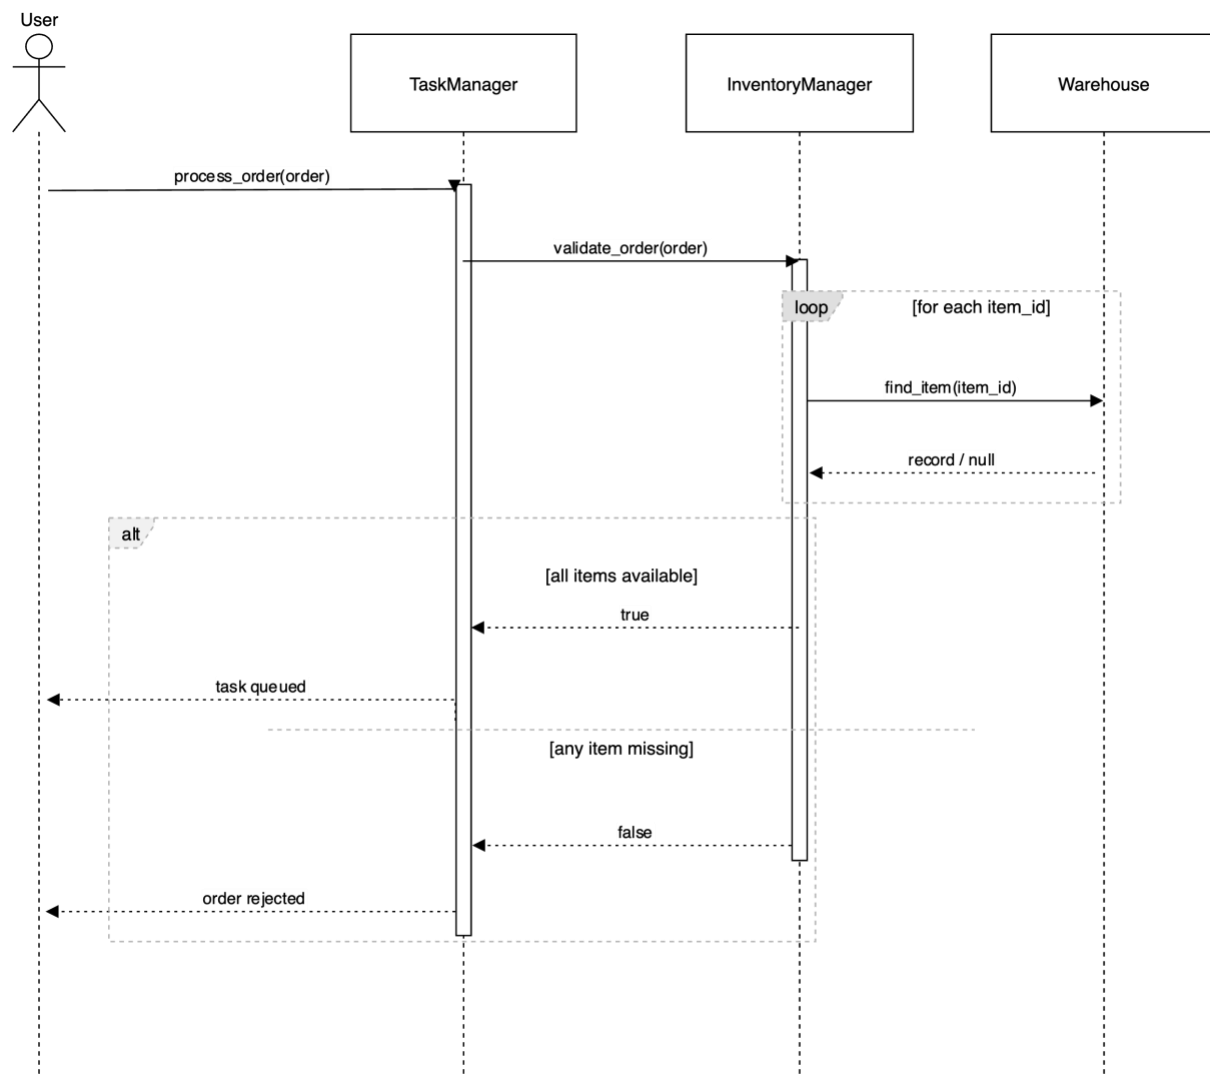 User
TaskManager
InventoryManager
Warehouse
process_order(order)
validate_order(order)
loop
[for each item_id]
find_item(item_id)
record / null
alt
[all items available]
true
task queued
[any item missing]
false
order rejected